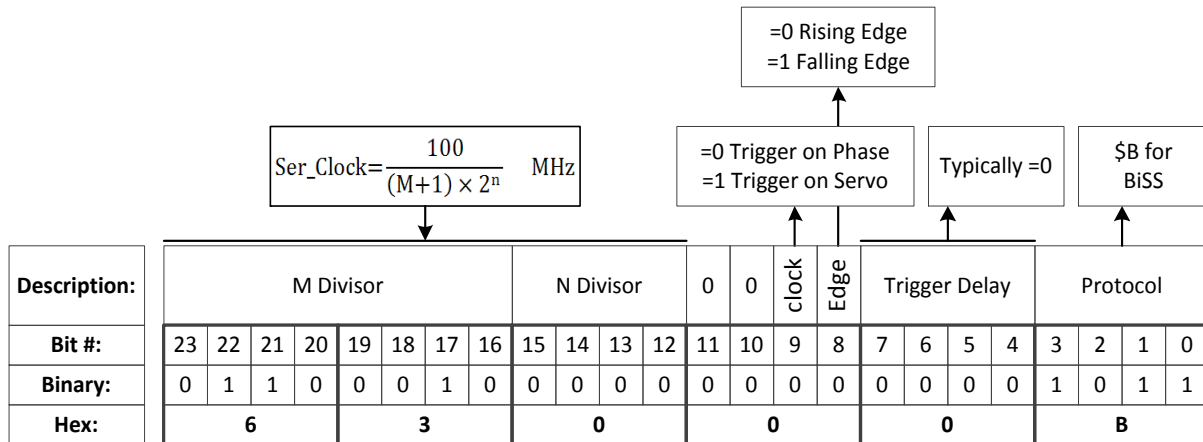 =0 Rising Edge
=1 Falling Edge
Ser_Clock= 100 / (M+1) × 2ⁿ MHz
=0 Trigger on Phase
=1 Trigger on Servo
Typically =0
$B for
BiSS
Description: M Divisor N Divisor 0 0 clock Edge Trigger Delay Protocol
Bit #: 23 22 21 20 19 18 17 16 15 14 13 12 11 10 9 8 7 6 5 4 3 2 1 0
Binary: 0 1 1 0 0 0 1 0 0 0 0 0 0 0 0 0 0 0 0 0 1 0 1 1
Hex: 6 3 0 0 0 B